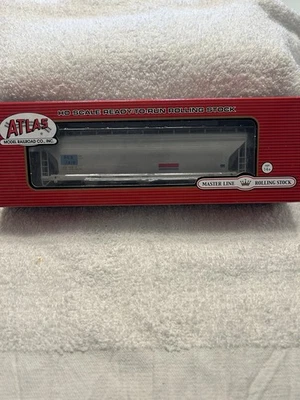 HO SCALE READY-TO-RUN ROLLING STOCK
ATLAS
MODEL RAILROAD CO., INC.
MASTER LINE ROLLING STOCK